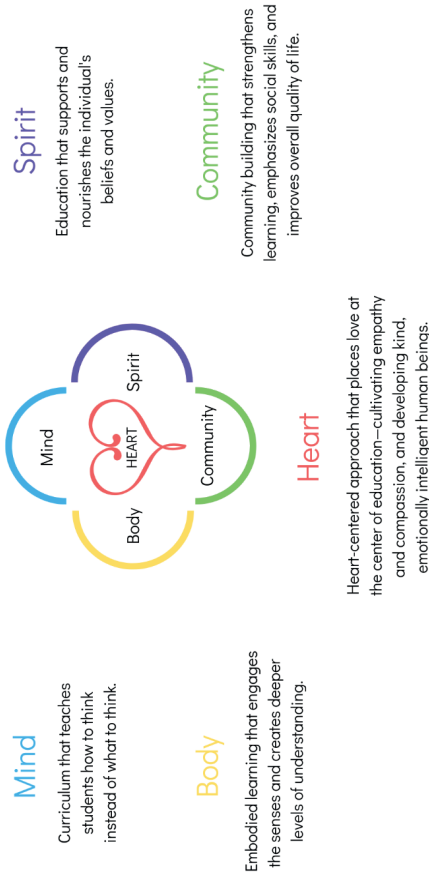 Mind
Curriculum that teaches
students how to think
instead of what to think.
Body
Embodied learning that engages
the senses and creates deeper
levels of understanding.
Mind
Body
HEART
Spirit
Community
Heart
Heart-centered approach that places love at
the center of education—cultivating empathy
and compassion, and developing kind,
emotionally intelligent human beings.
Spirit
Education that supports and
nourishes the individual's
beliefs and values.
Community
Community building that strengthens
learning, emphasizes social skills, and
improves overall quality of life.